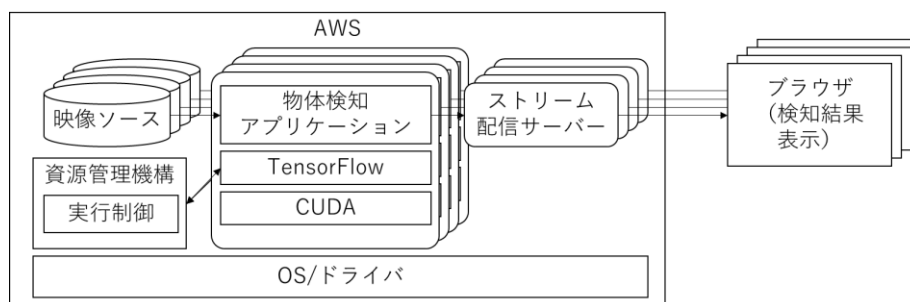 AWS
映像ソース
物体検知
アプリケーション
ストリーム
配信サーバー
ブラウザ
（検知結果
表示）
資源管理機構
実行制御
TensorFlow
CUDA
OS/ドライバ